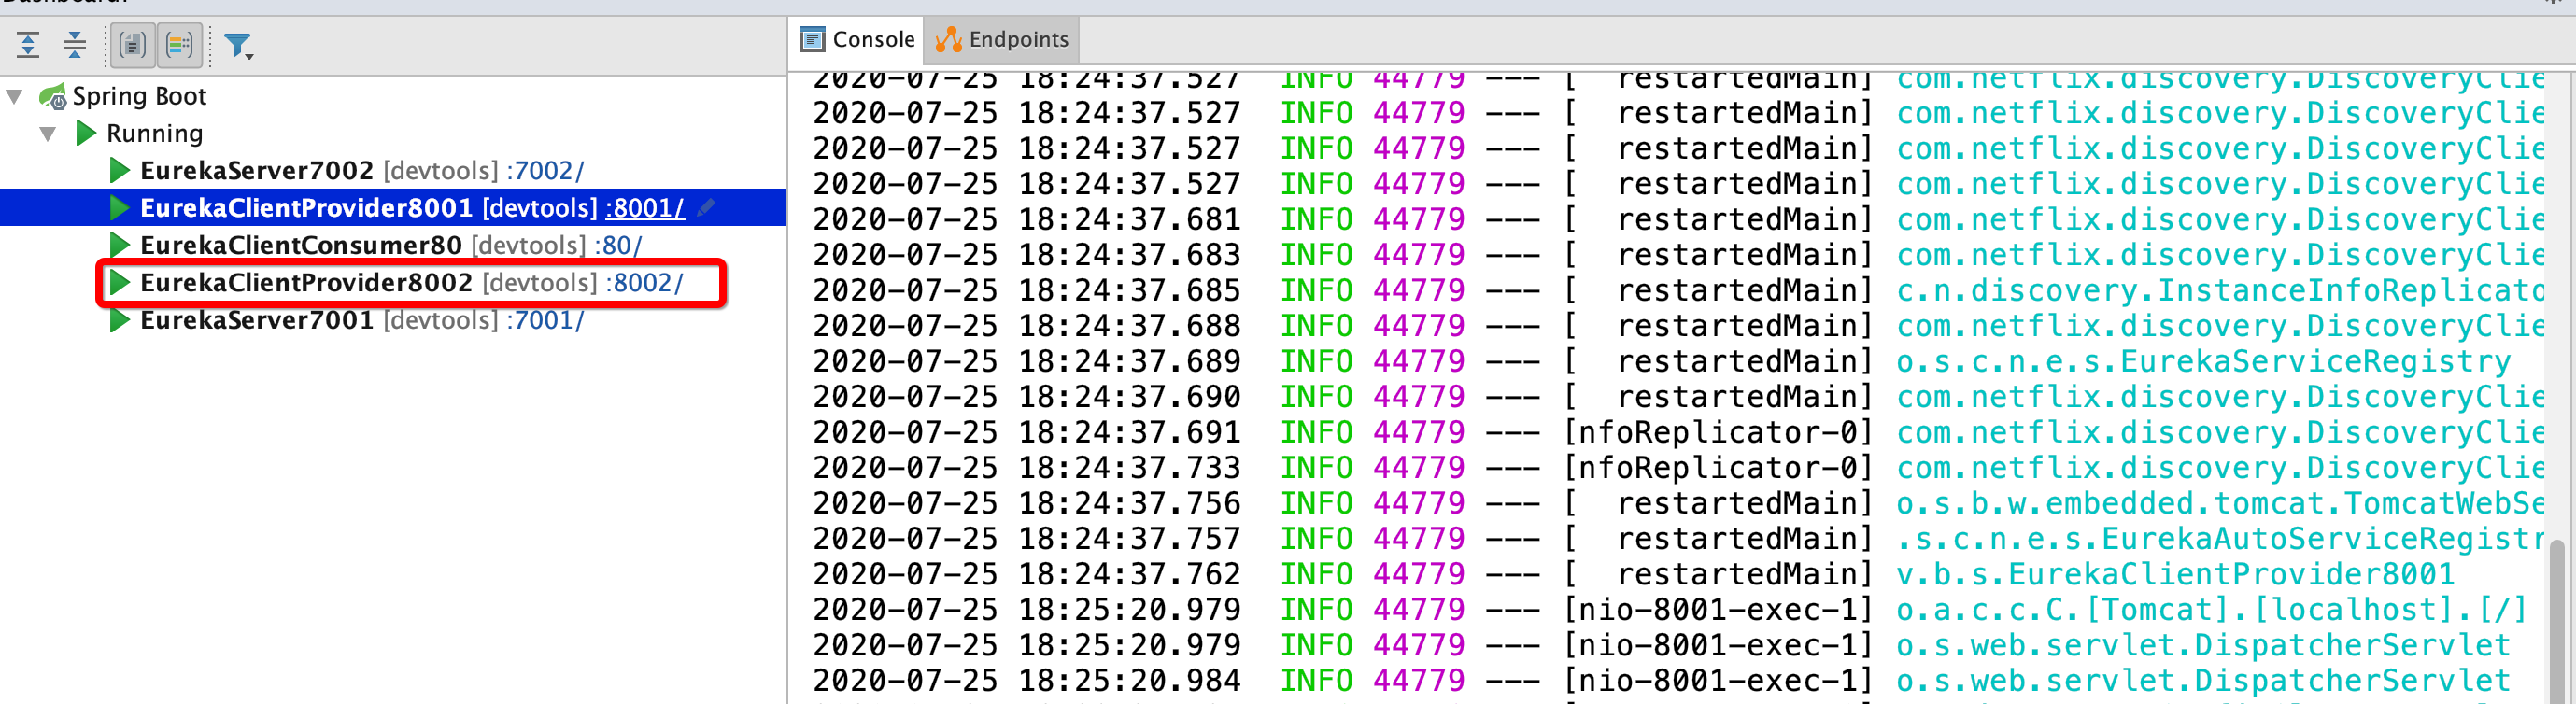 Dashboard:
Console
Endpoints
Spring Boot
Running
EurekaServer7002 [devtools] :7002/
EurekaClientProvider8001 [devtools] :8001/
EurekaClientConsumer80 [devtools] :80/
EurekaClientProvider8002 [devtools] :8002/
EurekaServer7001 [devtools] :7001/
2020-07-25 18:24:37.527 INFO 44779 --- [ restartedMain] com.netflix.discovery.DiscoveryClie
2020-07-25 18:24:37.527 INFO 44779 --- [ restartedMain] com.netflix.discovery.DiscoveryClie
2020-07-25 18:24:37.527 INFO 44779 --- [ restartedMain] com.netflix.discovery.DiscoveryClie
2020-07-25 18:24:37.527 INFO 44779 --- [ restartedMain] com.netflix.discovery.DiscoveryClie
2020-07-25 18:24:37.681 INFO 44779 --- [ restartedMain] com.netflix.discovery.DiscoveryClie
2020-07-25 18:24:37.683 INFO 44779 --- [ restartedMain] com.netflix.discovery.DiscoveryClie
2020-07-25 18:24:37.685 INFO 44779 --- [ restartedMain] c.n.discovery.InstanceInfoReplicato
2020-07-25 18:24:37.688 INFO 44779 --- [ restartedMain] com.netflix.discovery.DiscoveryClie
2020-07-25 18:24:37.689 INFO 44779 --- [ restartedMain] o.s.c.n.e.s.EurekaServiceRegistry
2020-07-25 18:24:37.690 INFO 44779 --- [ restartedMain] com.netflix.discovery.DiscoveryClie
2020-07-25 18:24:37.691 INFO 44779 --- [nfoReplicator-0] com.netflix.discovery.DiscoveryClie
2020-07-25 18:24:37.733 INFO 44779 --- [nfoReplicator-0] com.netflix.discovery.DiscoveryClie
2020-07-25 18:24:37.756 INFO 44779 --- [ restartedMain] o.s.b.w.embedded.tomcat.TomcatWebSe
2020-07-25 18:24:37.757 INFO 44779 --- [ restartedMain] .s.c.n.e.s.EurekaAutoServiceRegistr
2020-07-25 18:24:37.762 INFO 44779 --- [ restartedMain] v.b.s.EurekaClientProvider8001
2020-07-25 18:25:20.979 INFO 44779 --- [nio-8001-exec-1] o.a.c.c.C.[Tomcat].[localhost].[/]
2020-07-25 18:25:20.979 INFO 44779 --- [nio-8001-exec-1] o.s.web.servlet.DispatcherServlet
2020-07-25 18:25:20.984 INFO 44779 --- [nio-8001-exec-1] o.s.web.servlet.DispatcherServlet